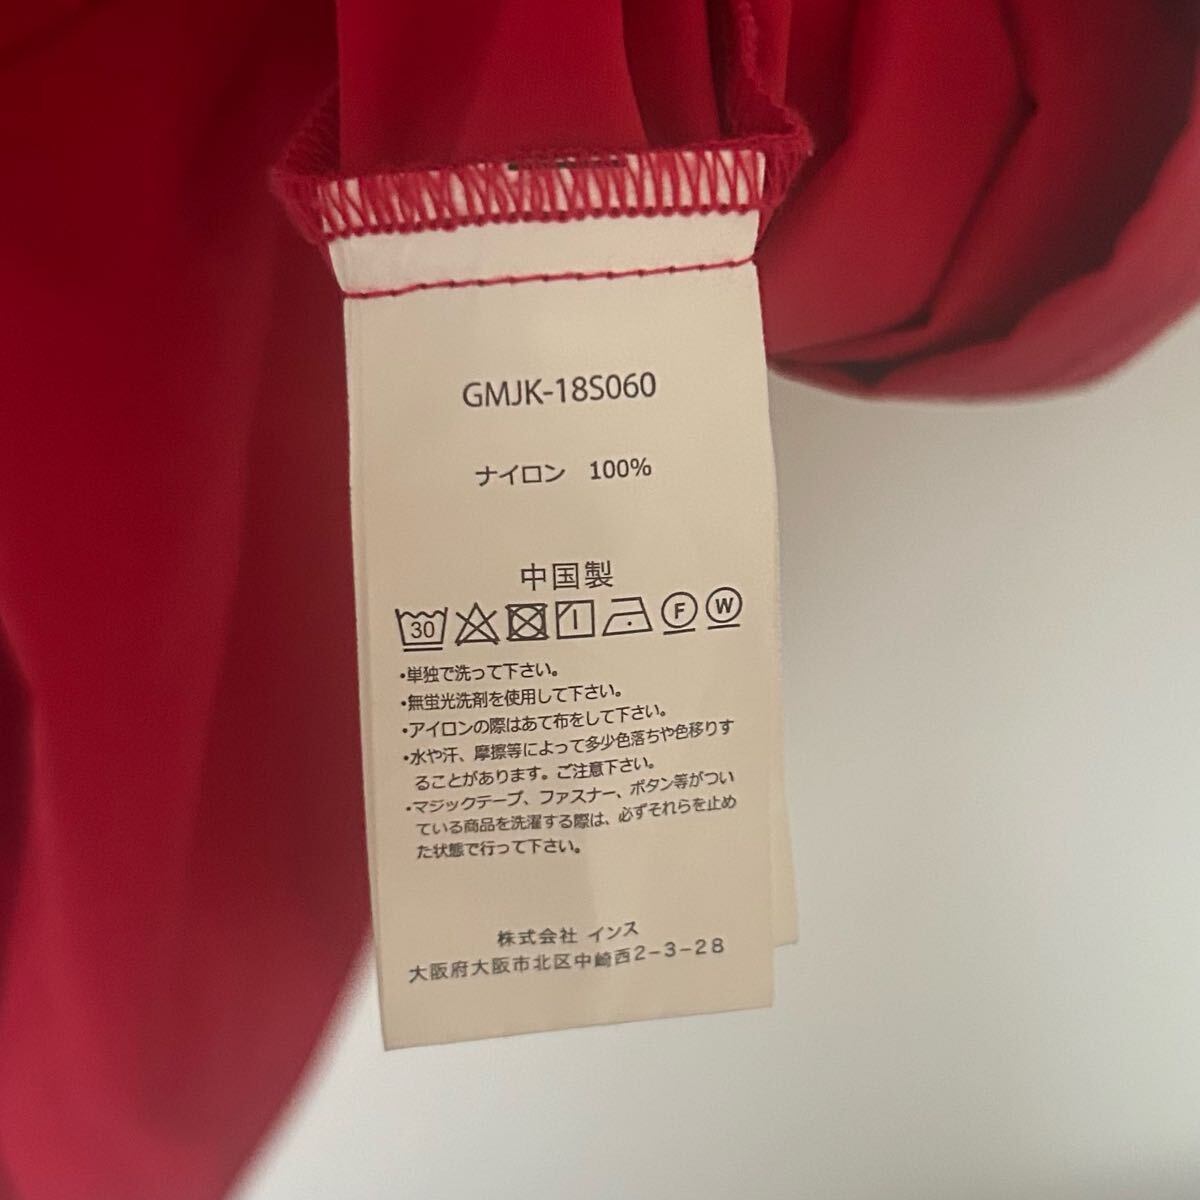 GMJK-18S060
ナイロン 100%
中国製
30 F W
・単独で洗って下さい。
・無蛍光洗剤を使用して下さい。
・アイロンの際はあて布をして下さい。
・水や汗、摩擦等によって多少色落ちや色移りす
ることがあります。ご注意下さい。
・マジックテープ、ファスナー、ボタン等がつい
ている商品を洗濯する際は、必ずそれらを止め
た状態で行って下さい。
株式会社 インス
大阪府大阪市北区中崎西2-3-28